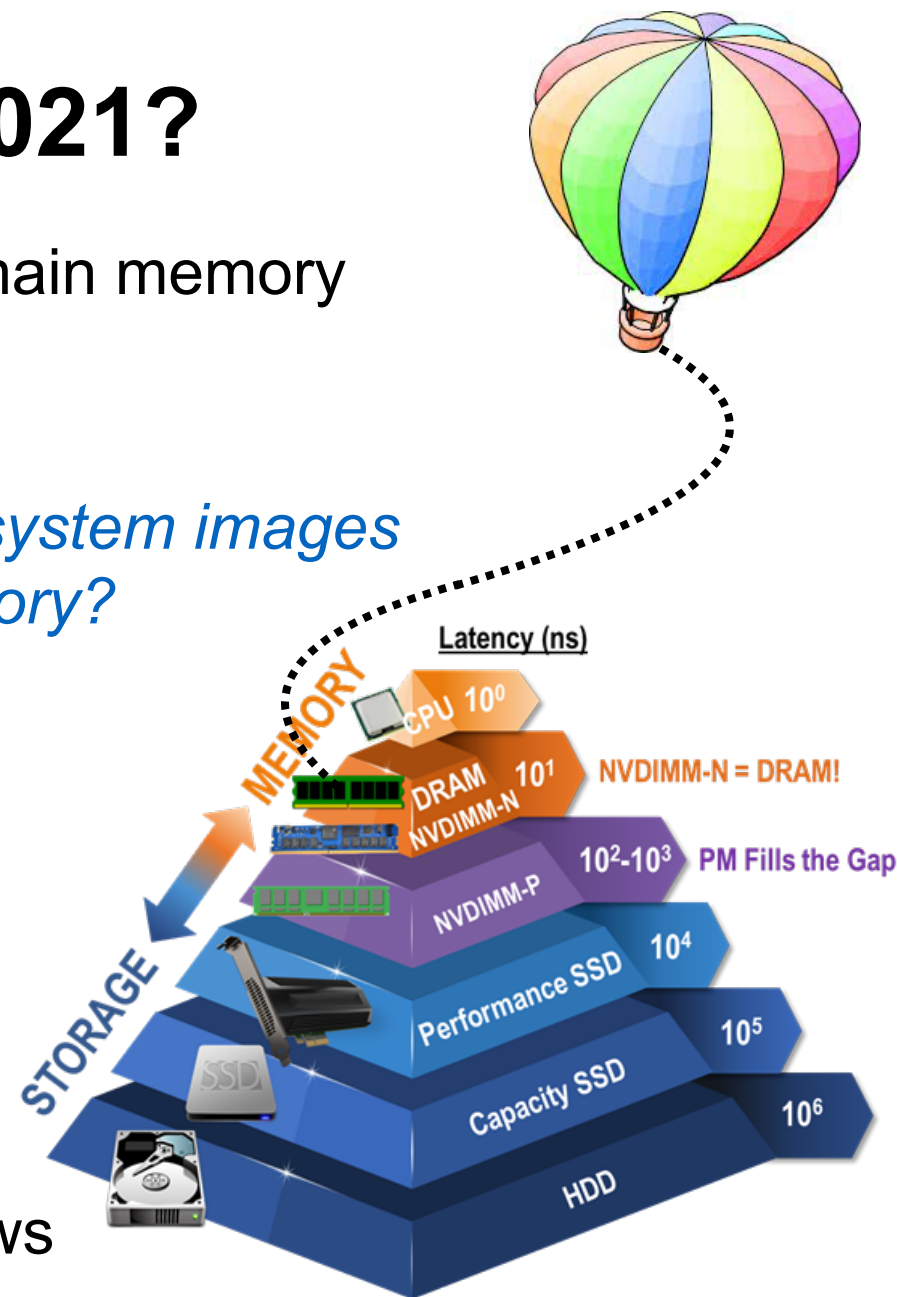 021?
nain memory
system images
ory?
Latency (ns)
MEMORY
CPU 10⁰
DRAM 10¹
NVDIMM-N
NVDIMM-N = DRAM!
10²-10³
PM Fills the Gap
NVDIMM-P
Performance SSD 10⁴
STORAGE
SSD
Capacity SSD 10⁵
HDD 10⁶
ws